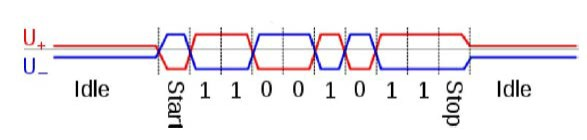 U+
U−
Idle Start 1 1 0 0 1 0 1 1 Stop Idle